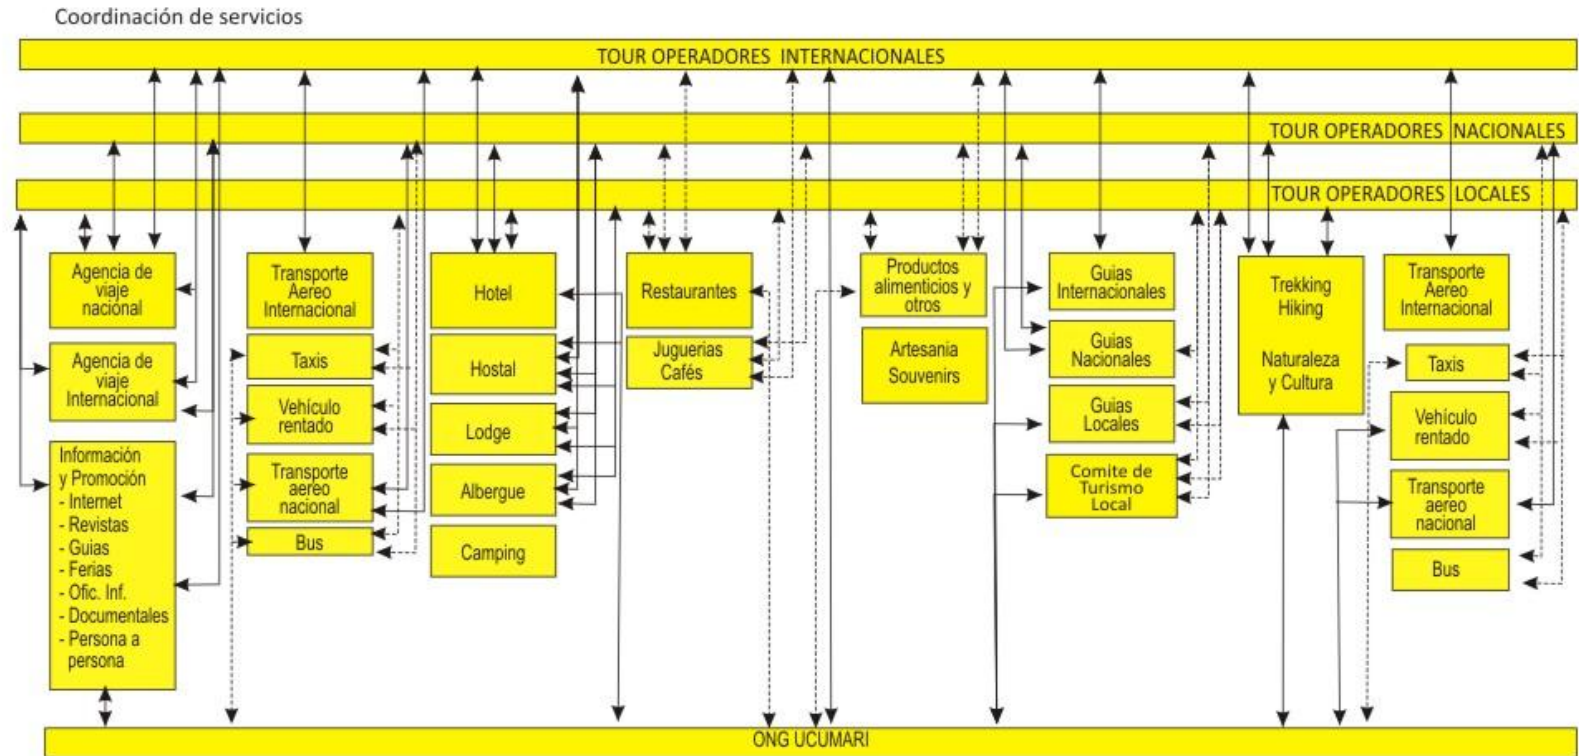 Coordinación de servicios
TOUR OPERADORES INTERNACIONALES
TOUR OPERADORES NACIONALES
TOUR OPERADORES LOCALES
Agencia de
viaje
naciónal
Agencia de
viaje
Internacional
Información
y Promoción
- Internet
- Revistas
- Guias
- Ferias
- Ofic. Inf.
- Documentales
- Persona a
persona
Transporte
Aereo
Internacional
Taxis
Vehículo
rentado
Transporte
aereo
nacional
Bus
Hotel
Hostal
Lodge
Albergue
Camping
Restaurantes
Juguerias
Cafés
Productos
alimenticios y
otros
Artesania
Souvenirs
Guias
Internacionales
Guias
Nacionales
Guias
Locales
Comite de
Turismo
Local
Trekking
Hiking
Naturaleza
y Cultura
Transporte
Aereo
Internacional
Taxis
Vehículo
rentado
Transporte
aereo
nacional
Bus
ONG UCUMARI